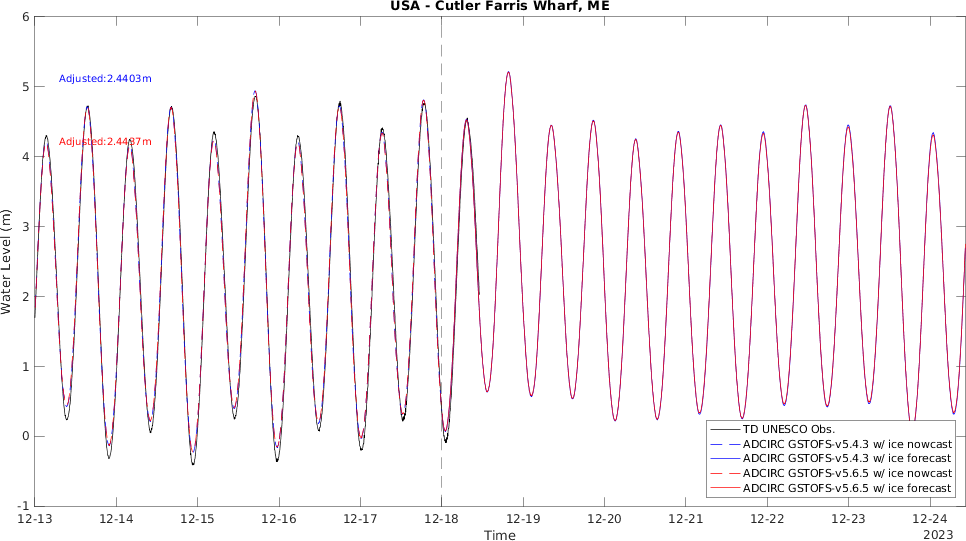 USA - Cutler Farris Wharf, ME
Water Level (m)
6
5
4
3
2
1
0
-1
Adjusted:2.4403m
Adjusted:2.4487m
TD UNESCO Obs.
ADCIRC GSTOFS-v5.4.3 w/ ice nowcast
ADCIRC GSTOFS-v5.4.3 w/ ice forecast
ADCIRC GSTOFS-v5.6.5 w/ ice nowcast
ADCIRC GSTOFS-v5.6.5 w/ ice forecast
12-13 12-14 12-15 12-16 12-17 12-18 12-19 12-20 12-21 12-22 12-23 12-24
Time
2023